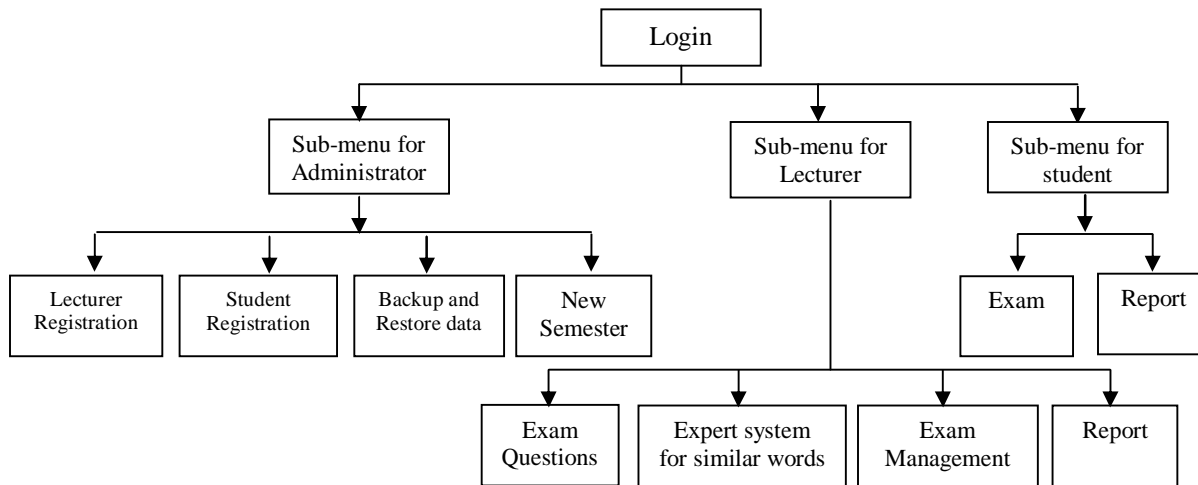 Login
Sub-menu for
Administrator
Sub-menu for
Lecturer
Sub-menu for
student
Lecturer
Registration
Student
Registration
Backup and
Restore data
New
Semester
Exam
Report
Exam
Questions
Expert system
for similar words
Exam
Management
Report